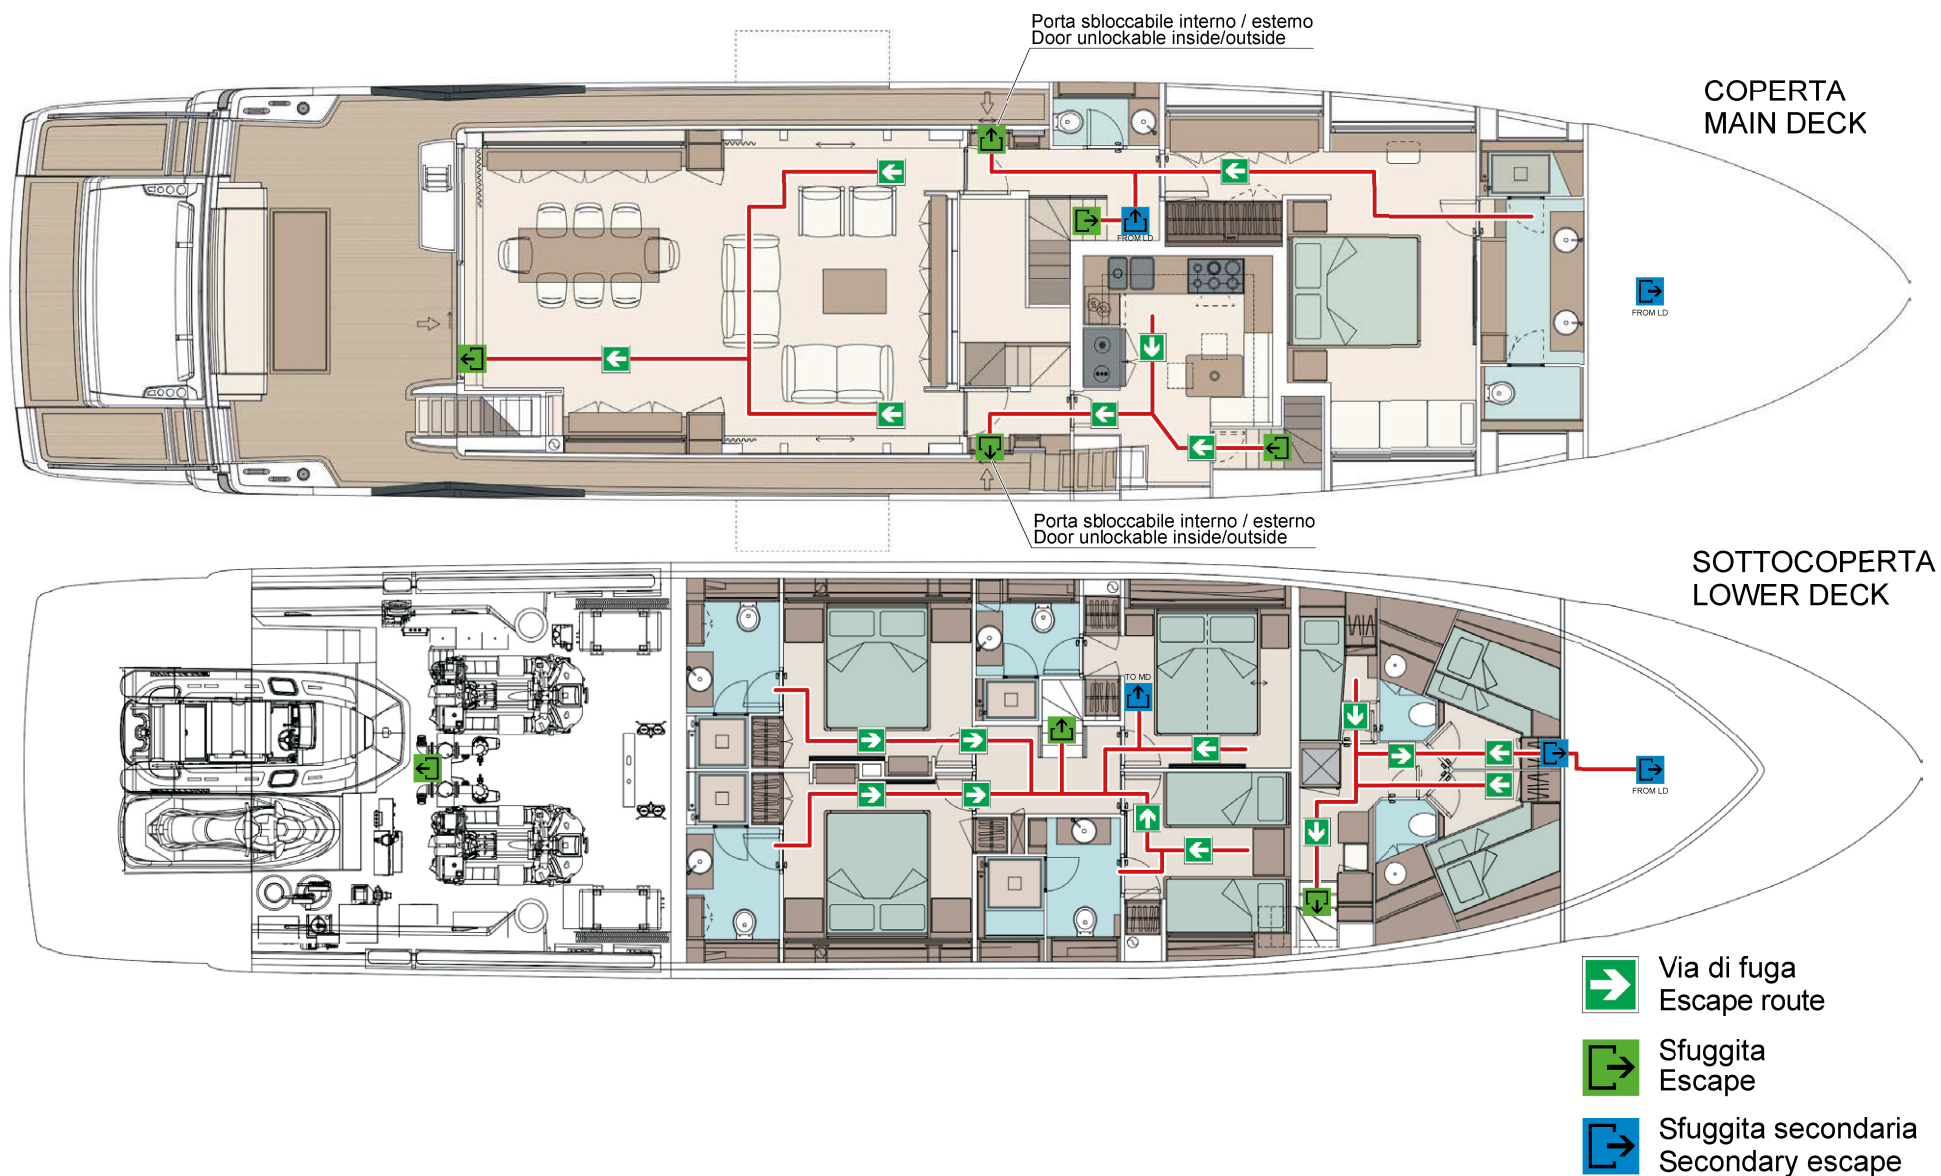 Porta sbloccabile interno / esterno
Door unlockable inside/outside
COPERTA
MAIN DECK
FROM LD
FROM LD
Porta sbloccabile interno / esterno
Door unlockable inside/outside
SOTTOCOPERTA
LOWER DECK
TO MD
FROM LD
Via di fuga
Escape route
Sfuggita
Escape
Sfuggita secondaria
Secondary escape